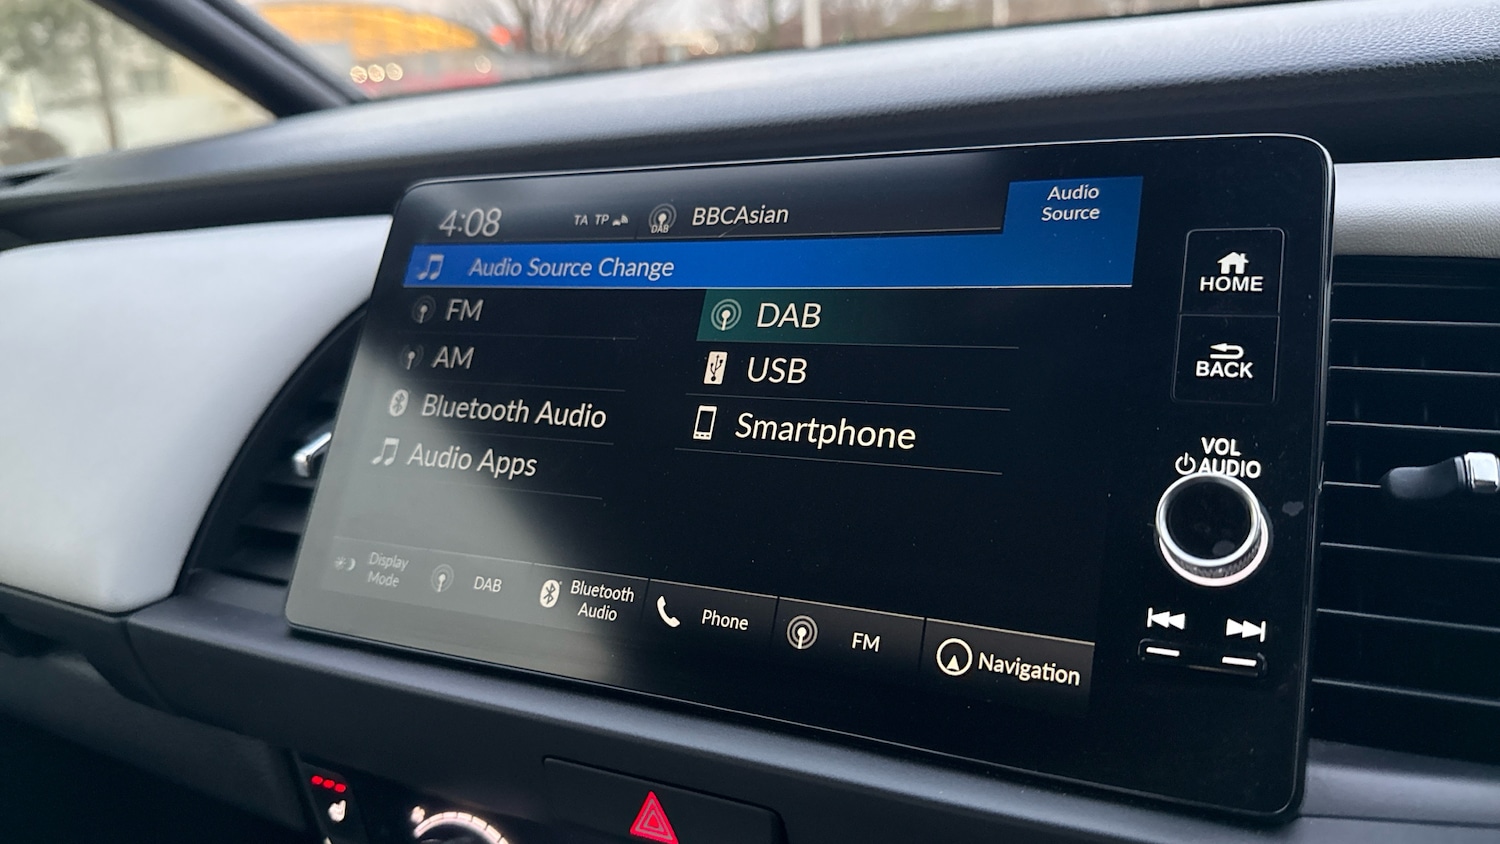 4:08
TA TP
DAB
BBCAsian
Audio
Source
Audio Source Change
FM
DAB
AM
USB
Bluetooth Audio
Smartphone
Audio Apps
Display
Mode
DAB
Bluetooth
Audio
Phone
FM
Navigation
HOME
BACK
VOL
AUDIO